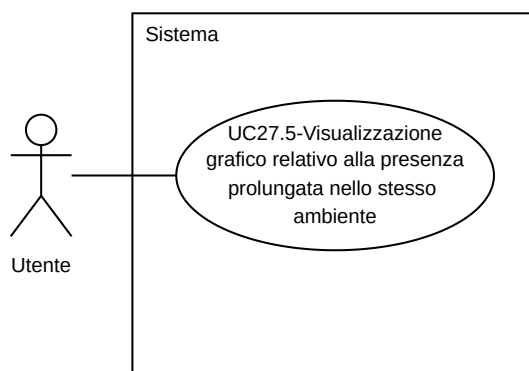 Sistema
UC27.5-Visualizzazione
grafico relativo alla presenza
prolungata nello stesso
ambiente
Utente